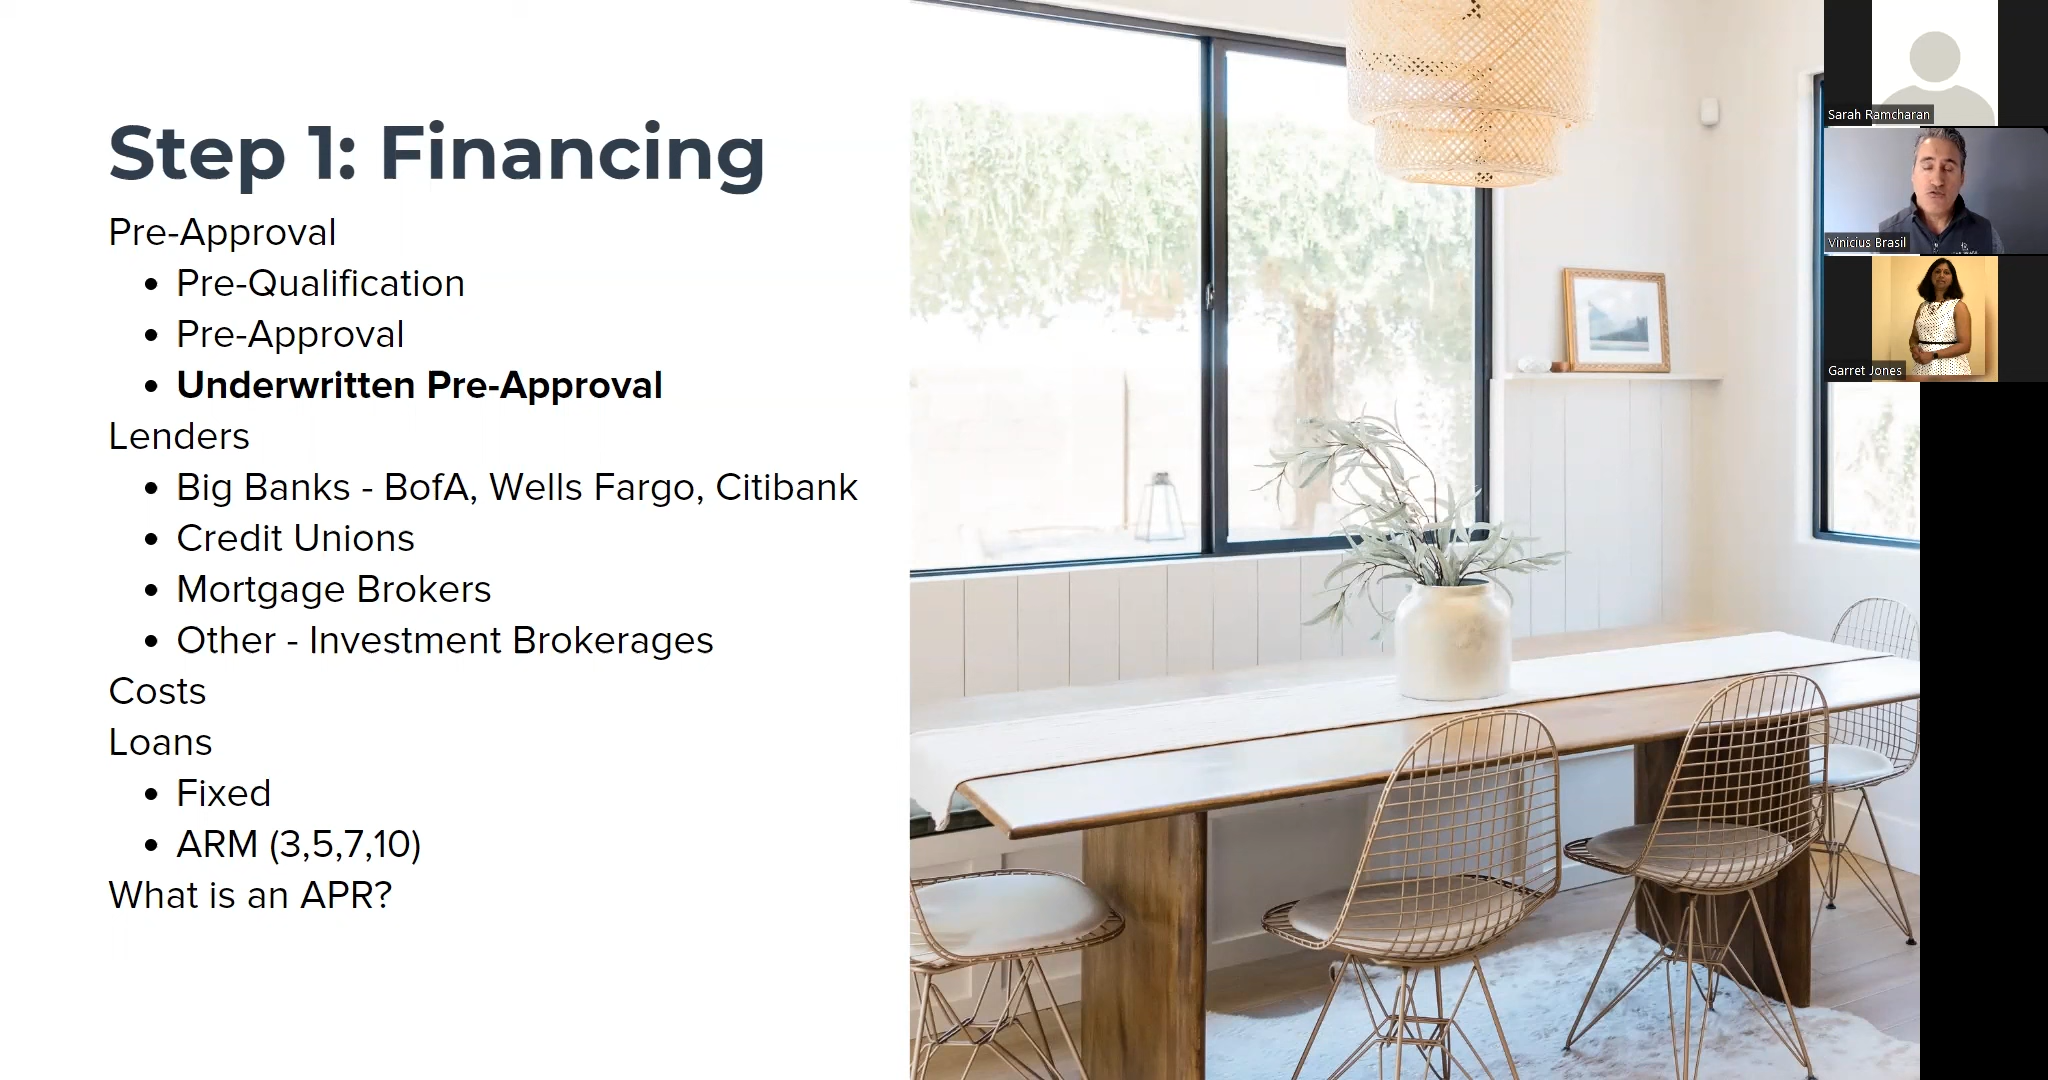 Step 1: Financing
Pre-Approval
Pre-Qualification
Pre-Approval
Underwritten Pre-Approval
Lenders
Big Banks - BofA, Wells Fargo, Citibank
Credit Unions
Mortgage Brokers
Other - Investment Brokerages
Costs
Loans
Fixed
ARM (3,5,7,10)
What is an APR?
Sarah Ramcharan
Vinicius Brasil
Garret Jones